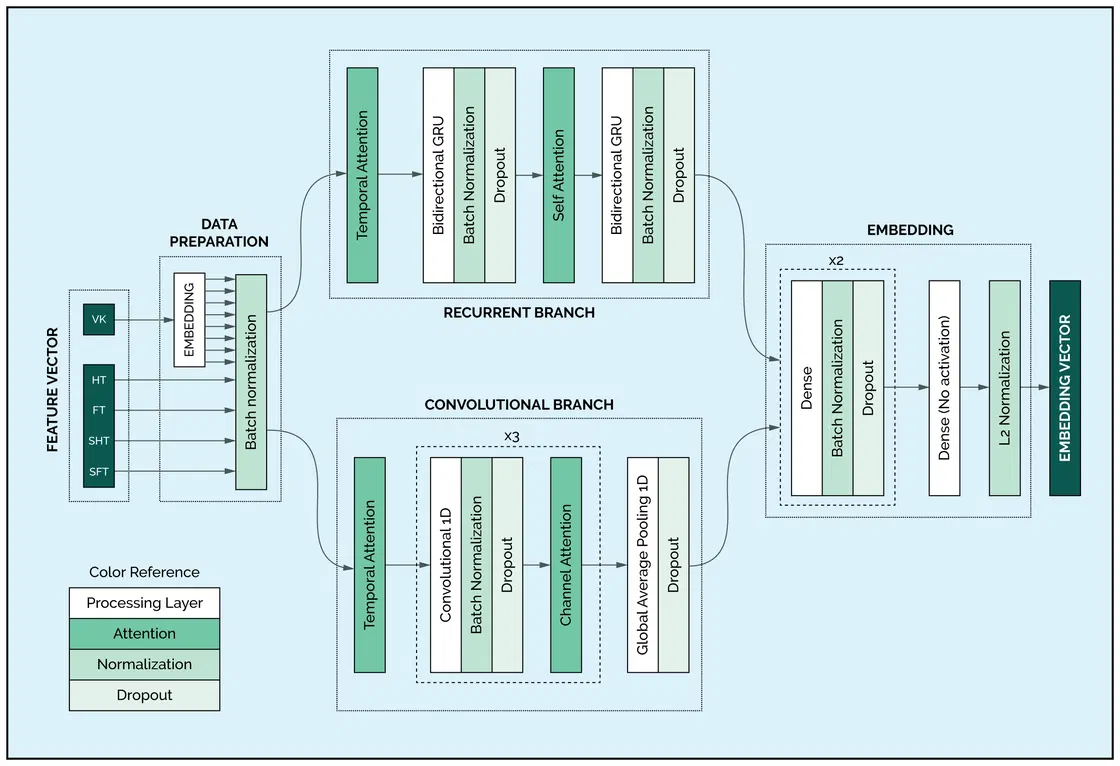 FEATURE VECTOR
VK
HT
FT
SHT
SFT
DATA
PREPARATION
EMBEDDING
Batch normalization
Temporal Attention
Bidirectional GRU
Batch Normalization
Dropout
Self Attention
Bidirectional GRU
Batch Normalization
Dropout
RECURRENT BRANCH
CONVOLUTIONAL BRANCH
Temporal Attention
x3
Convolutional 1D
Batch Normalization
Dropout
Channel Attention
Global Average Pooling 1D
Dropout
EMBEDDING
x2
Dense
Batch Normalization
Dropout
Dense (No activation)
L2 Normalization
EMBEDDING VECTOR
Color Reference
Processing Layer
Attention
Normalization
Dropout